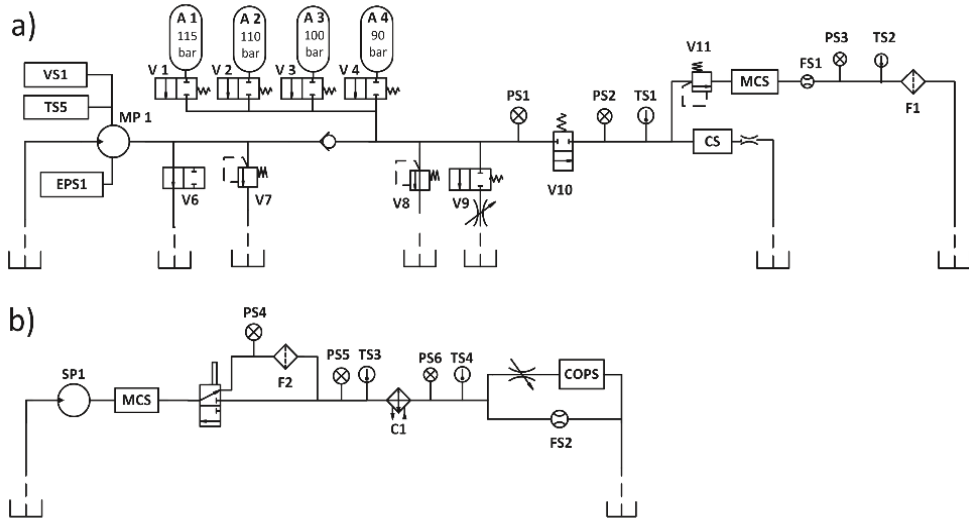 a)
A 1 A 2 A 3 A 4
115 110 100 90
bar bar bar bar
V 1 V 2 V 3 V 4
VS1
TS5
MP 1
EPS1
V6
V7
V8
V9
PS1
V10
PS2
TS1
V11
MCS
FS1
PS3
TS2
F1
CS
b)
SP1
MCS
PS4
F2
PS5
TS3
C1
PS6
TS4
COPS
FS2